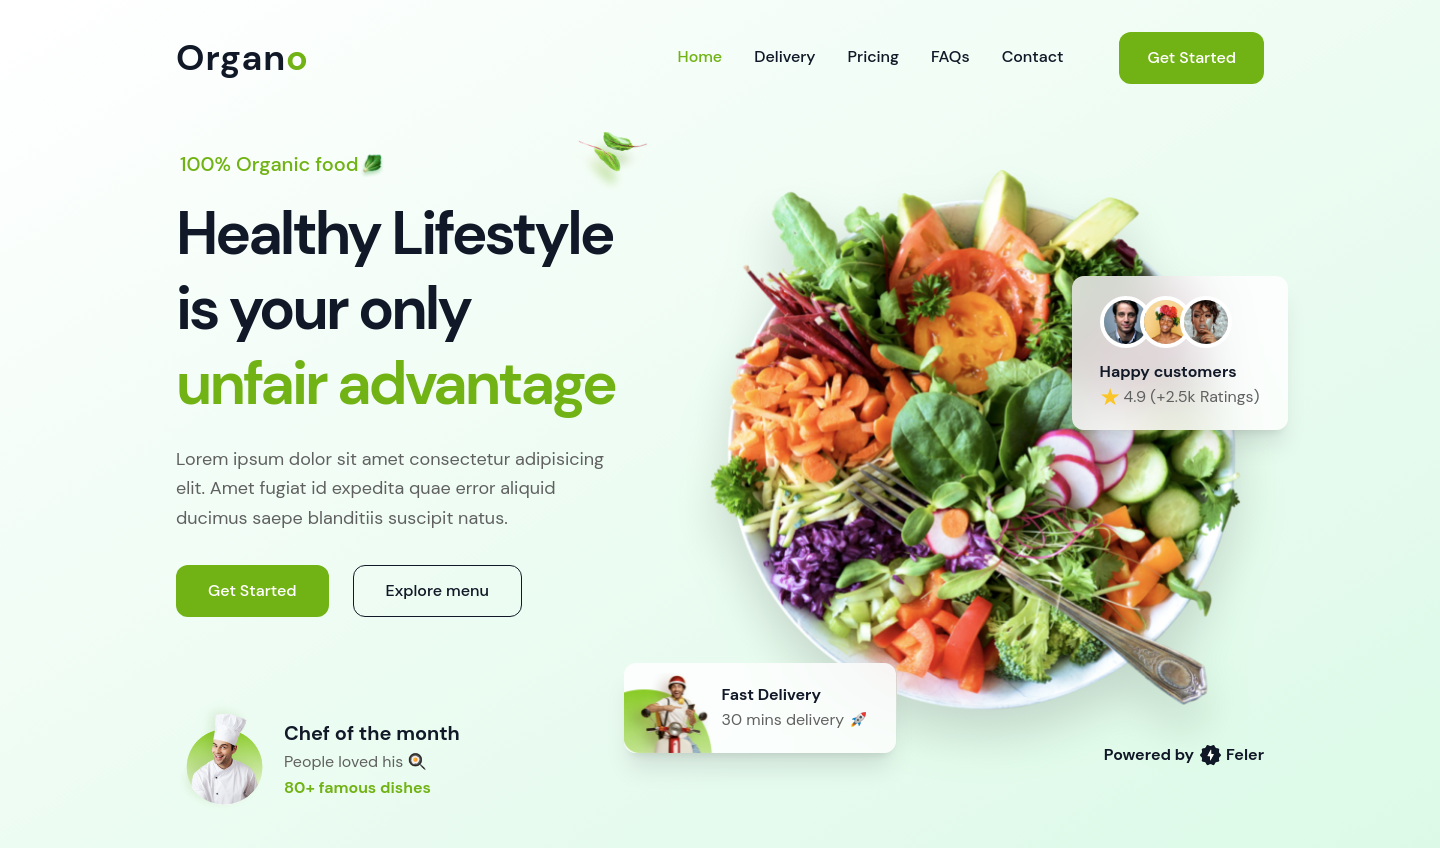 Organo
Home Delivery Pricing FAQs Contact Get Started
100% Organic food
Healthy Lifestyle
is your only
unfair advantage
Lorem ipsum dolor sit amet consectetur adipisicing
elit. Amet fugiat id expedita quae error aliquid
ducimus saepe blanditiis suscipit natus.
Get Started Explore menu
Happy customers
4.9 (+2.5k Ratings)
Fast Delivery
30 mins delivery 🚀
Chef of the month
People loved his 🍳
80+ famous dishes
Powered by Feler